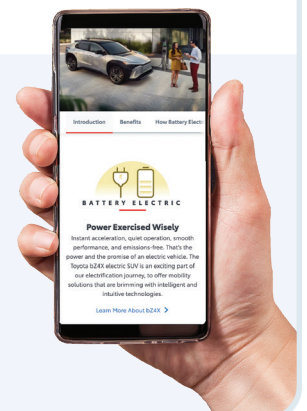 Introduction Benefits How Battery Elect
BATTERY ELECTRIC
Power Exercised Wisely
Instant acceleration, quiet operation, smooth
performance, and emissions-free. That's the
power and the promise of an electric vehicle. The
Toyota bZ4X electric SUV is an exciting part of
our electrification journey, to offer mobility
solutions that are brimming with intelligent and
intuitive technologies.
Learn More About bZ4X >